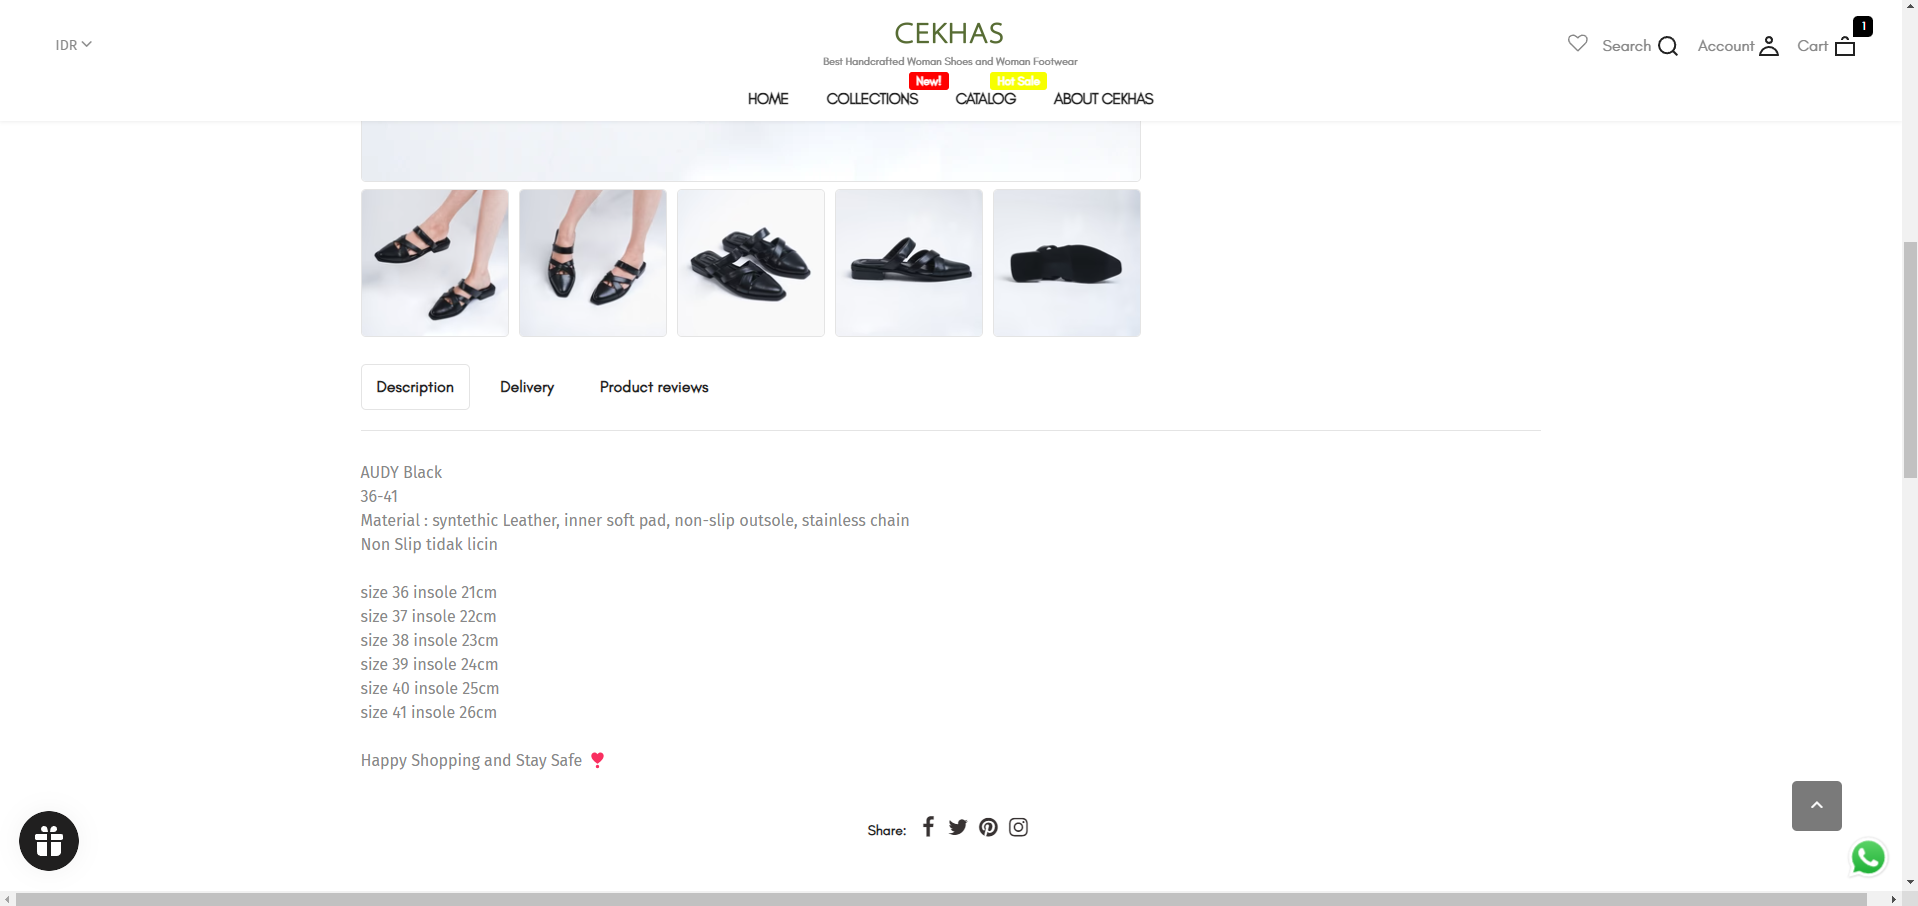 IDR
CEKHAS
Best Handcrafted Woman Shoes and Woman Footwear
Search
Account
Cart
1
New!
Hot Sale
HOME
COLLECTIONS
CATALOG
ABOUT CEKHAS
Description
Delivery
Product reviews
AUDY Black
36-41
Material : syntethic Leather, inner soft pad, non-slip outsole, stainless chain
Non Slip tidak licin
size 36 insole 21cm
size 37 insole 22cm
size 38 insole 23cm
size 39 insole 24cm
size 40 insole 25cm
size 41 insole 26cm
Happy Shopping and Stay Safe ❣
Share: